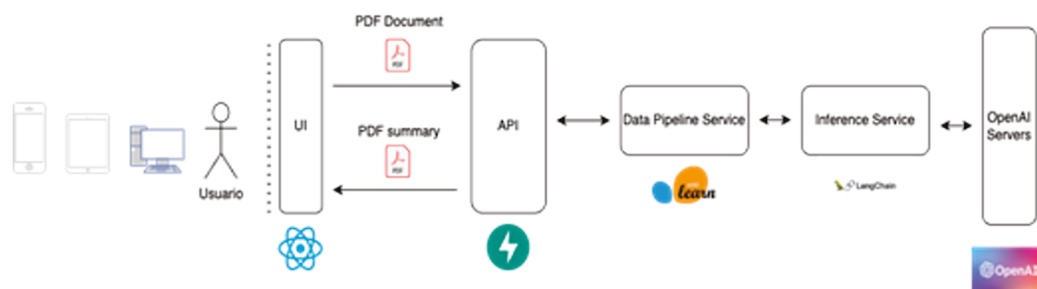 PDF Document
PDF
UI
PDF summary
PDF
API
Usuario
Data Pipeline Service
learn
Inference Service
LangChain
OpenAI
Servers
OpenAI